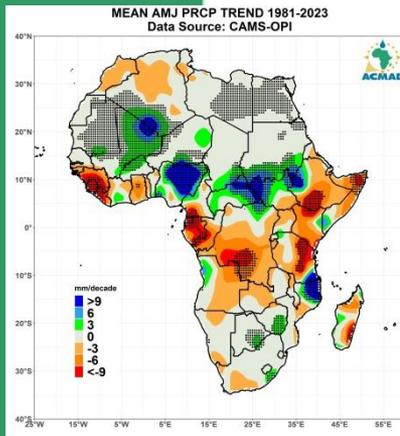 MEAN AMJ PRCP TREND 1981-2023
Data Source: CAMS-OPI
ACMAD
40°N
30°N
20°N
10°N
0°
10°S
20°S
30°S
40°S
mm/decade
>9
6
3
0
-3
-6
<-9
25°W 15°W 5°W 5°E 15°E 25°E 35°E 45°E 55°E